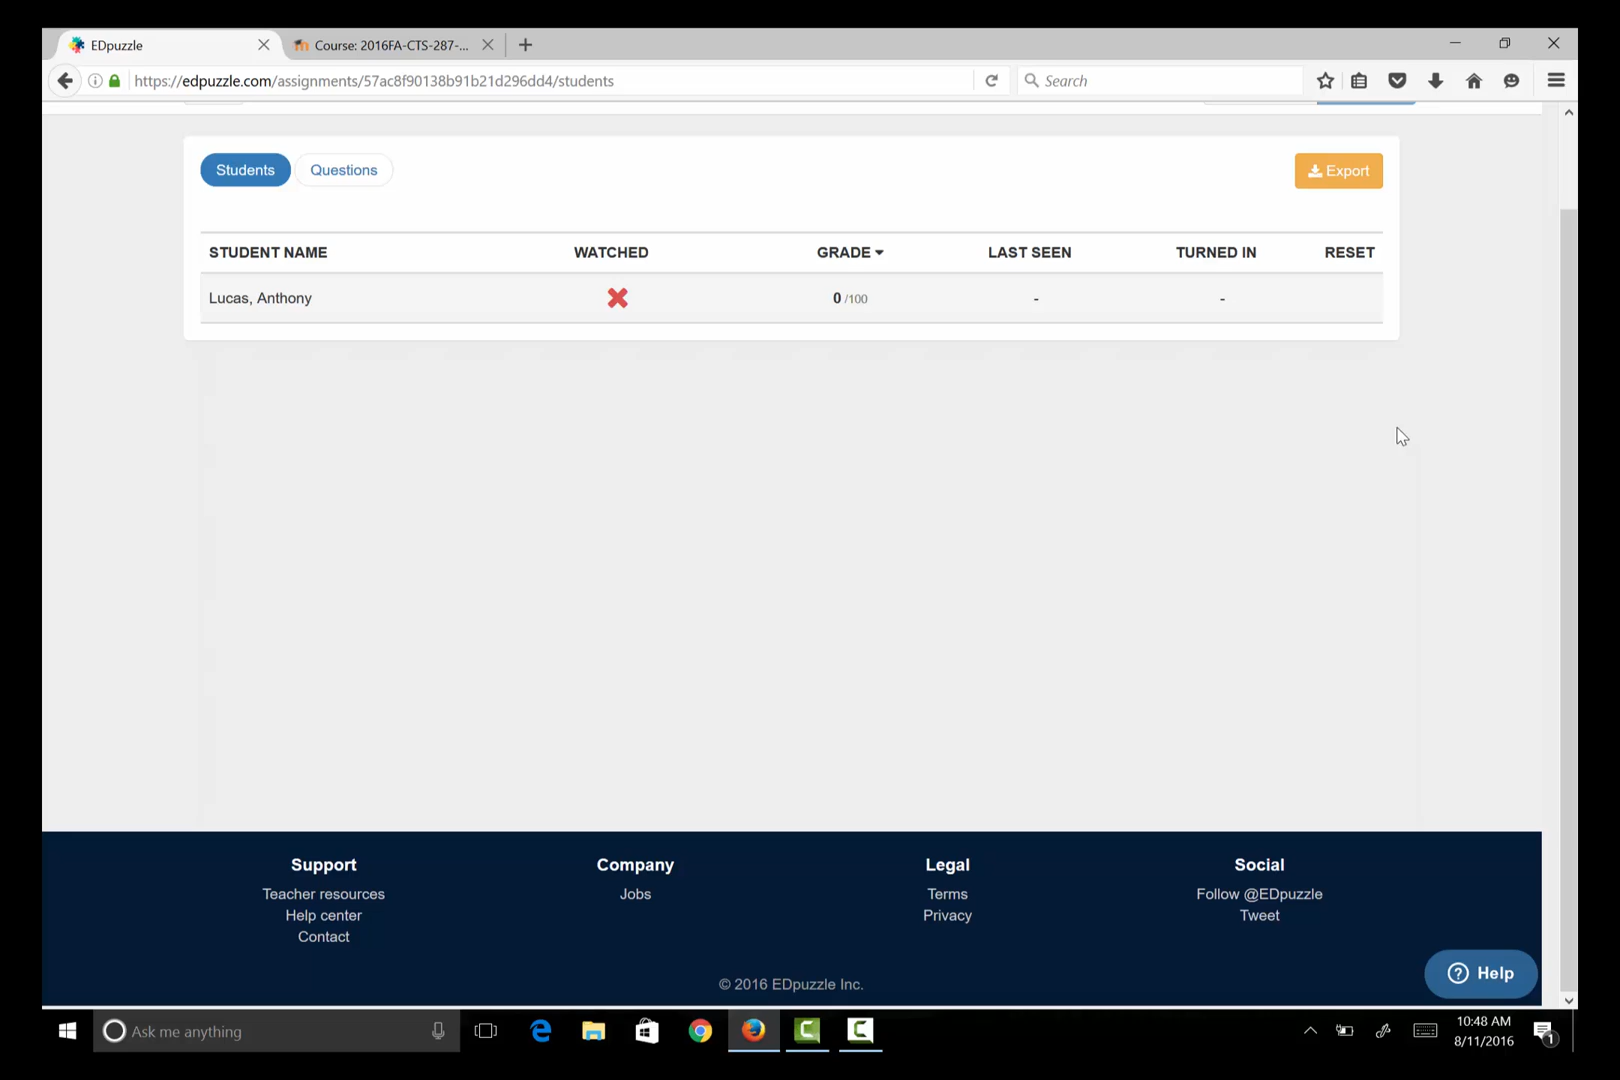 EDpuzzle
Course: 2016FA-CTS-287-...
https://edpuzzle.com/assignments/57ac8f90138b91b21d296dd4/students
Search
Students
Questions
Export
STUDENT NAME WATCHED GRADE LAST SEEN TURNED IN RESET
Lucas, Anthony 0 /100 - -
Support Company Legal Social
Teacher resources Jobs Terms Follow @EDpuzzle
Help center Privacy Tweet
Contact
© 2016 EDpuzzle Inc.
? Help
Ask me anything
10:48 AM
8/11/2016
1